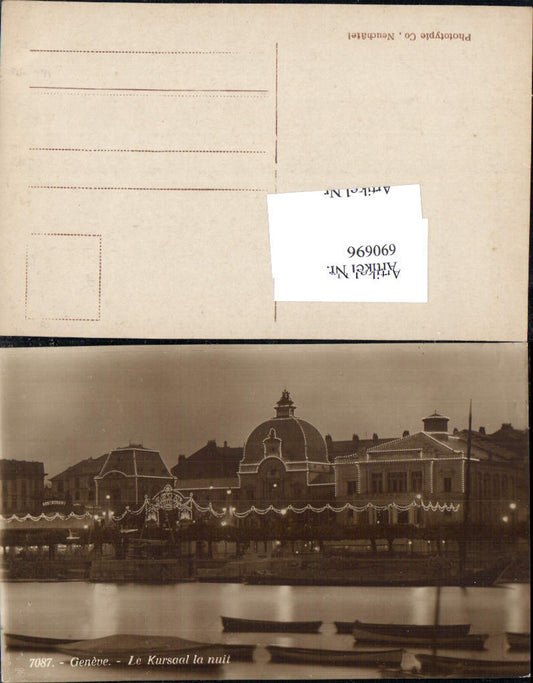 Phototypie Co, Neuchâtel
Artikel Nr.
690696
Artikel Nr.
7087. - Genève. - Le Kursaal la nuit